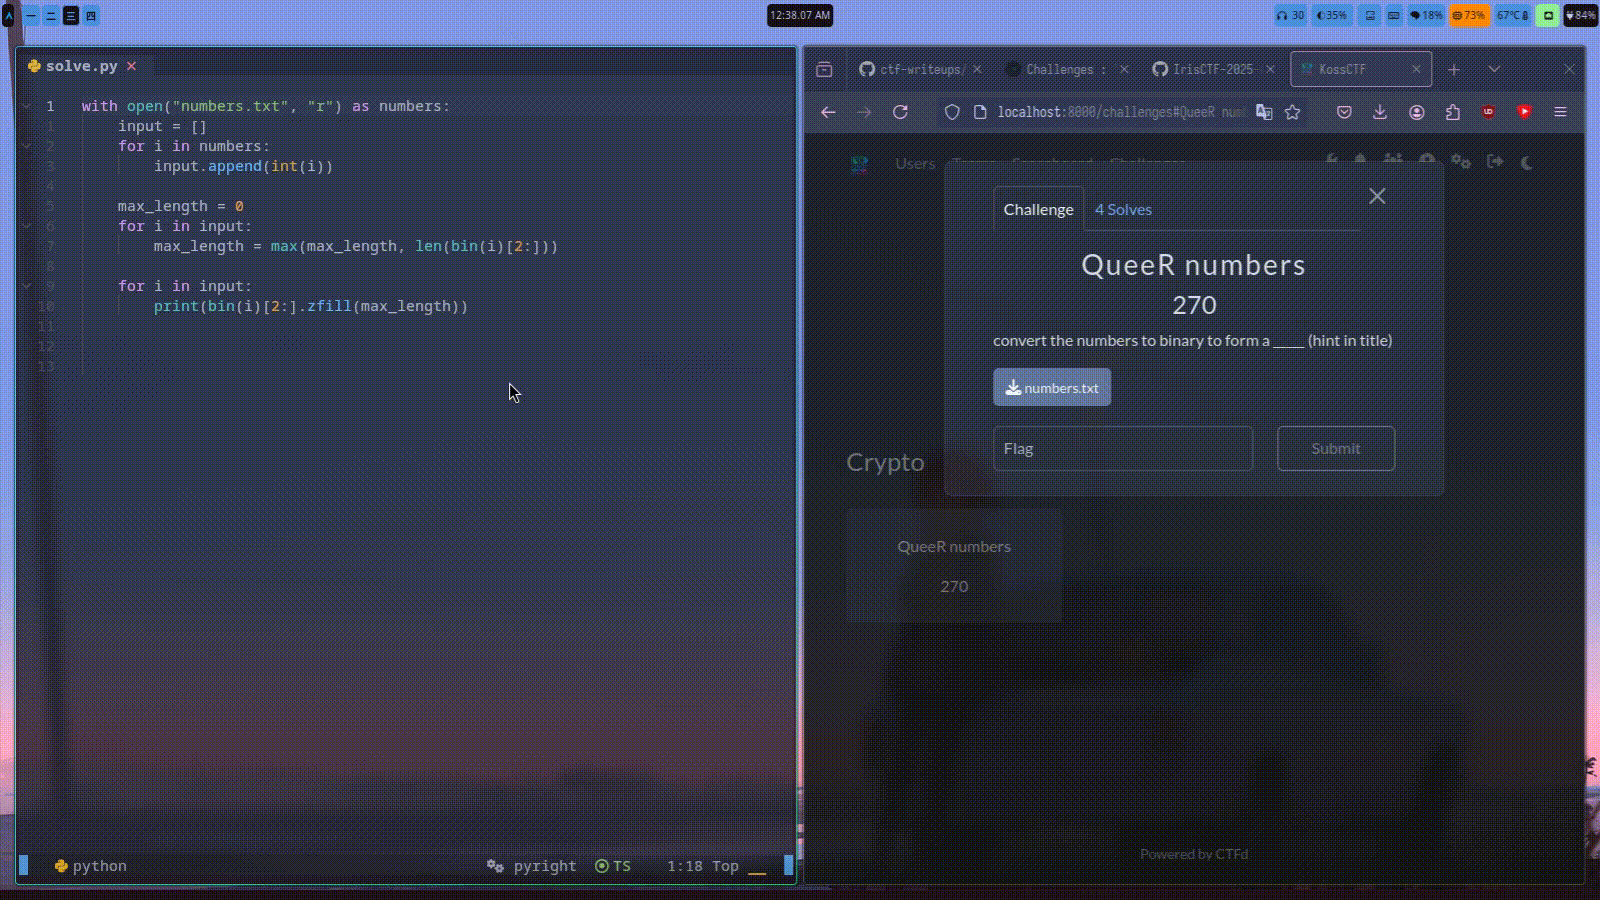 一 二 三 四
12:38.07 AM
30 35% 18% 73% 67°C 84%
solve.py
1 with open("numbers.txt", "r") as numbers:
1 input = []
2 for i in numbers:
3 input.append(int(i))
4
5 max_length = 0
6 for i in input:
7 max_length = max(max_length, len(bin(i)[2:]))
8
9 for i in input:
10 print(bin(i)[2:].zfill(max_length))
11
12
13
python pyright TS 1:18 Top
ctf-writeups/ Challenges : IrisCTF-2025- KossCTF
localhost:8000/challenges#QueeR num
Users
Challenge 4 Solves
QueeR numbers
270
convert the numbers to binary to form a ____ (hint in title)
numbers.txt
Flag Submit
Crypto
QueeR numbers
270
Powered by CTFd